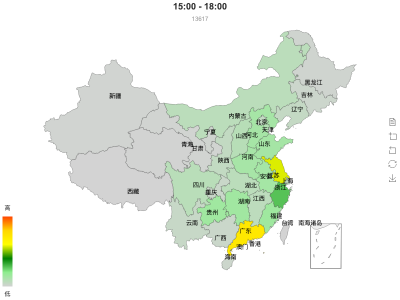 15:00 - 18:00
13617
黑龙江
吉林
新疆
辽宁
内蒙古
北京
天津
宁夏
山西
河北
山东
青海
甘肃
陕西
河南
江苏
上海
安徽
四川
重庆
湖北
浙江
西藏
湖南
江西
贵州
福建
云南
台湾
南海诸岛
广西
广东
香港
澳门
海南
高
低